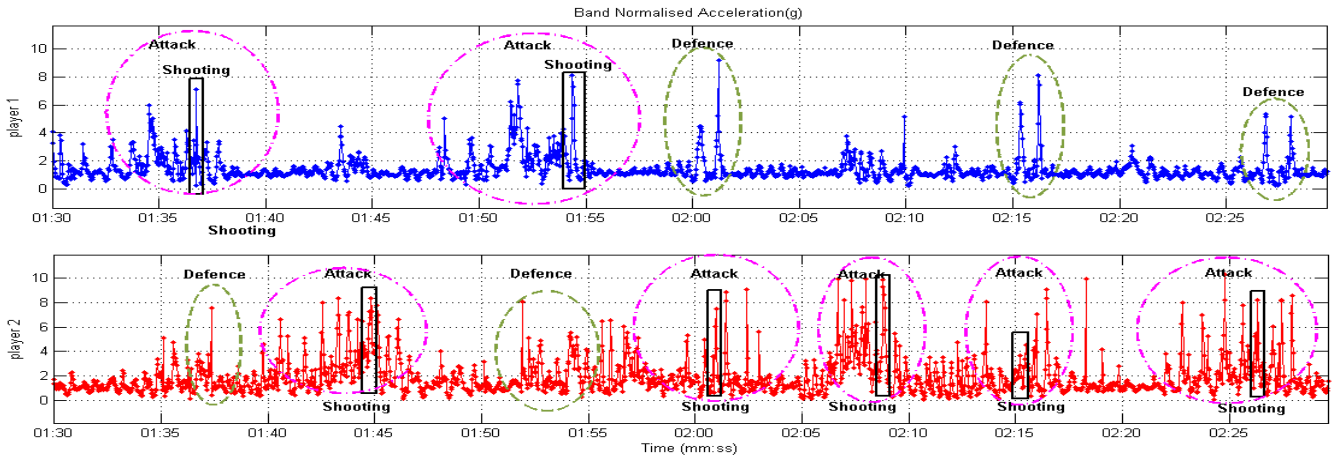 Band Normalised Acceleration(g)
player 1
10
8
6
4
2
0
Attack
Shooting
Attack
Shooting
Defence
Defence
Defence
01:30 01:35 01:40 01:45 01:50 01:55 02:00 02:05 02:10 02:15 02:20 02:25
Shooting
player 2
10
8
6
4
2
0
Defence
Attack
Defence
Attack
Attack
Attack
Attack
Shooting
Shooting
Shooting
Shooting
Shooting
01:30 01:35 01:40 01:45 01:50 01:55 02:00 02:05 02:10 02:15 02:20 02:25
Time (mm:ss)